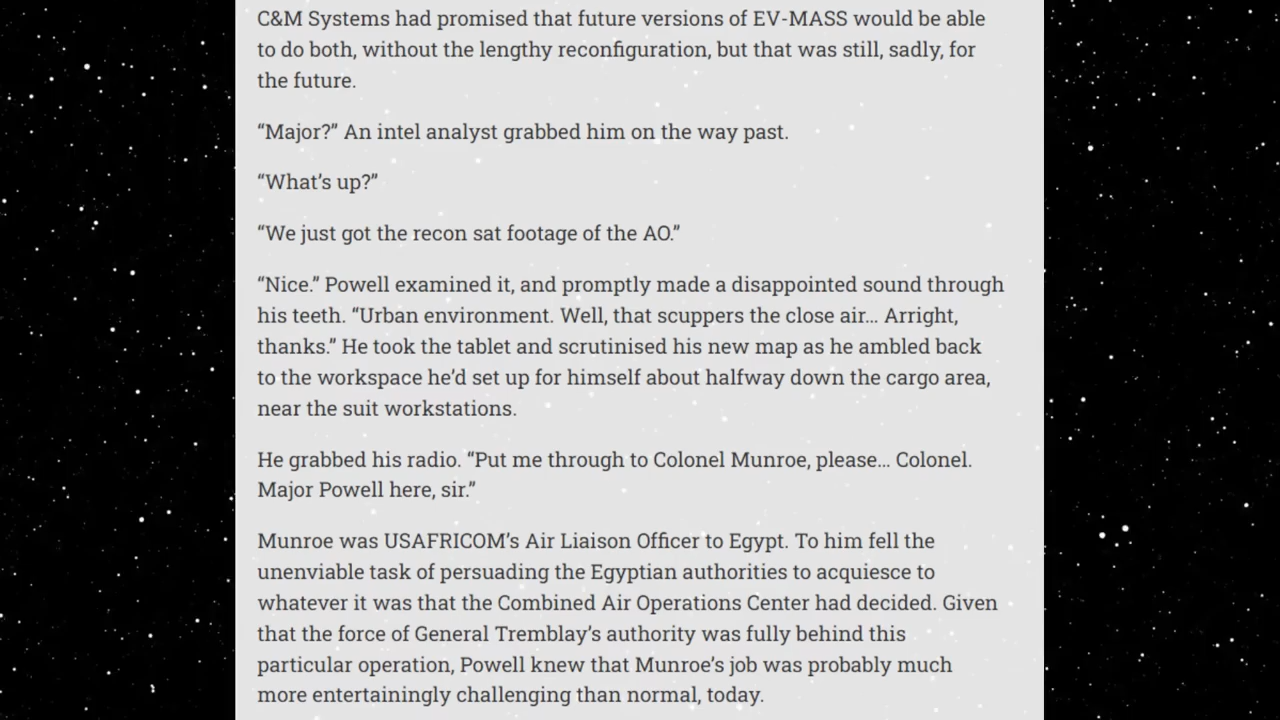 C&M Systems had promised that future versions of EV-MASS would be able
to do both, without the lengthy reconfiguration, but that was still, sadly, for
the future.
“Major?” An intel analyst grabbed him on the way past.
“What’s up?”
“We just got the recon sat footage of the AO.”
“Nice.” Powell examined it, and promptly made a disappointed sound through
his teeth. “Urban environment. Well, that scuppers the close air… Arright,
thanks.” He took the tablet and scrutinised his new map as he ambled back
to the workspace he’d set up for himself about halfway down the cargo area,
near the suit workstations.
He grabbed his radio. “Put me through to Colonel Munroe, please… Colonel.
Major Powell here, sir.”
Munroe was USAFRICOM’s Air Liaison Officer to Egypt. To him fell the
unenviable task of persuading the Egyptian authorities to acquiesce to
whatever it was that the Combined Air Operations Center had decided. Given
that the force of General Tremblay’s authority was fully behind this
particular operation, Powell knew that Munroe’s job was probably much
more entertainingly challenging than normal, today.